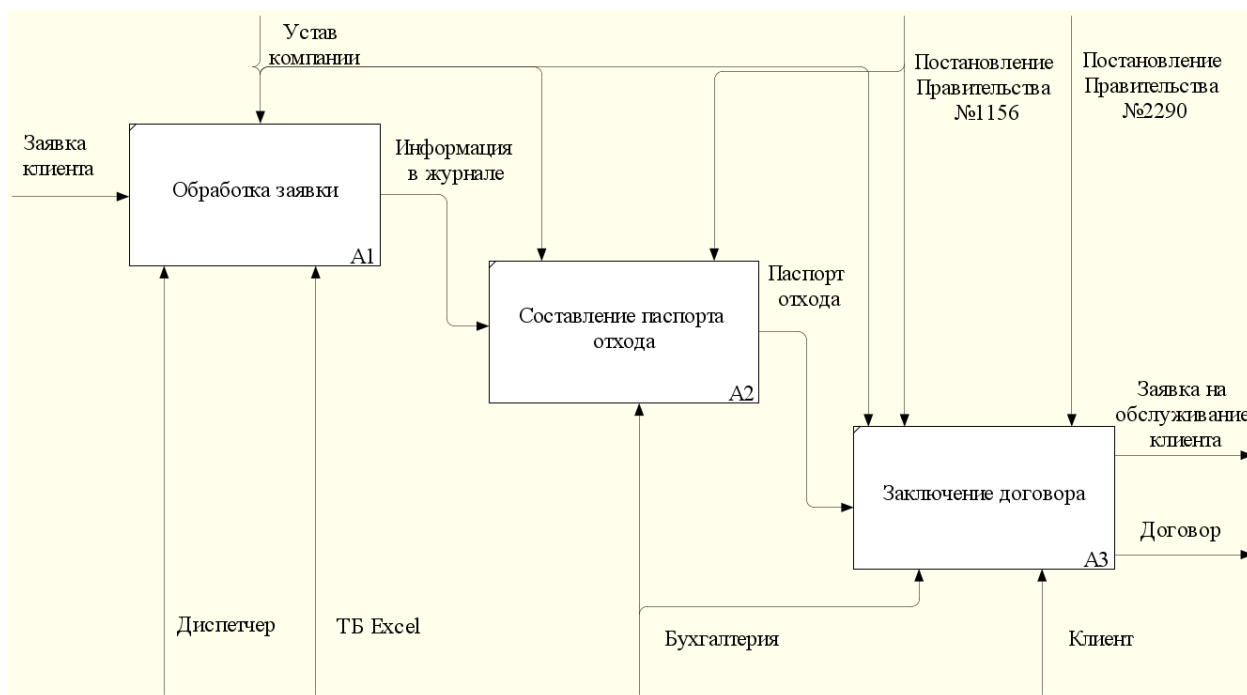 Устав
компании
Постановление
Правительства
№1156
Постановление
Правительства
№2290
Заявка
клиента
Информация
в журнале
Обработка заявки
A1
Паспорт
отхода
Составление паспорта
отхода
A2
Заявка на
обслуживание
клиента
Заключение договора
Договор
A3
Диспетчер
ТБ Excel
Бухгалтерия
Клиент